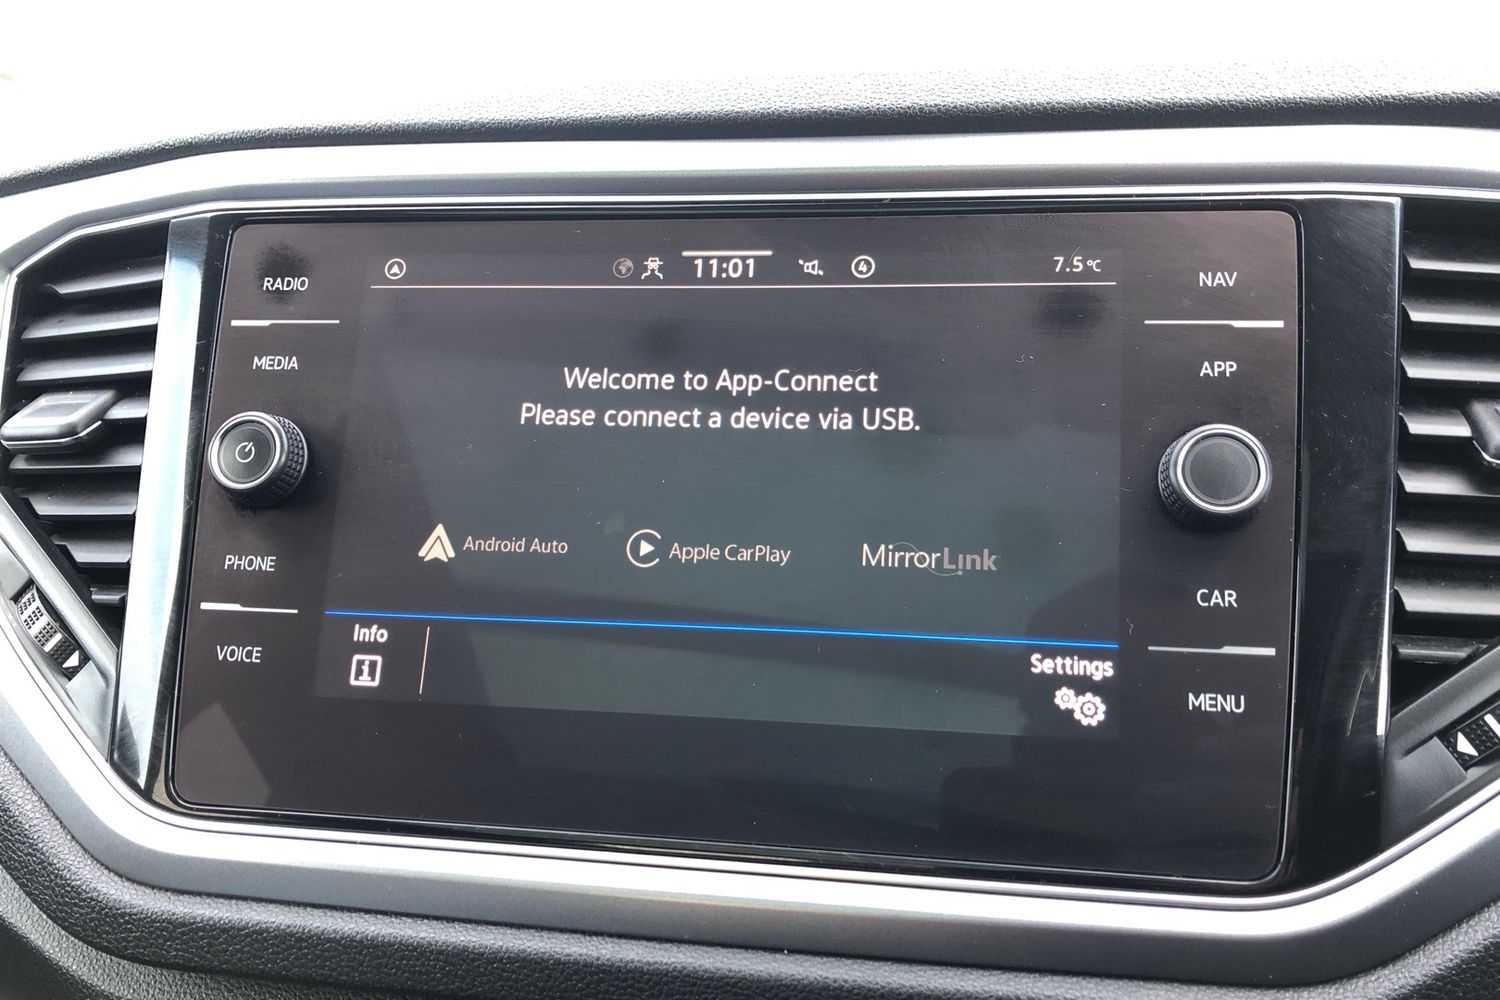 RADIO
MEDIA
PHONE
VOICE
11:01
4
7.5°C
Welcome to App-Connect
Please connect a device via USB.
Android Auto
Apple CarPlay
MirrorLink
Info
i
Settings
NAV
APP
CAR
MENU